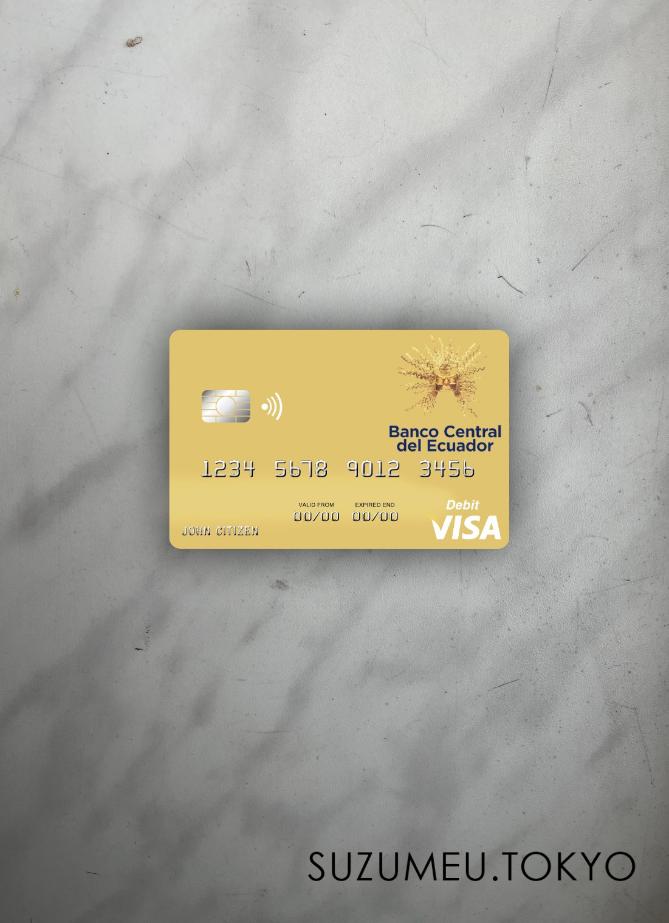 Banco Central
del Ecuador
1234 5678 9012 3456
VALID FROM EXPIRED END
00/00 00/00
JOHN CITIZEN
Debit
VISA
SUZUMEU.TOKYO